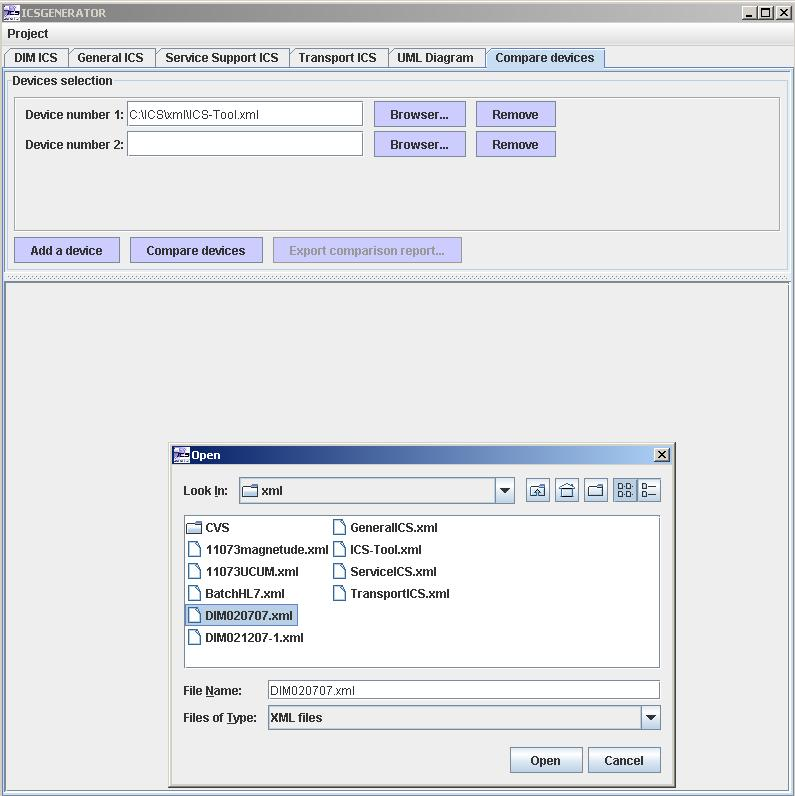 ICSGENERATOR
Project
DIM ICS General ICS Service Support ICS Transport ICS UML Diagram Compare devices
Devices selection
Device number 1: C:\ICS\xml\ICS-Tool.xml Browser... Remove
Device number 2: Browser... Remove
Add a device Compare devices Export comparison report...
Open
Look In: xml
CVS GeneralICS.xml
11073magnetude.xml ICS-Tool.xml
11073UCUM.xml ServiceICS.xml
BatchHL7.xml TransportICS.xml
DIM020707.xml
DIM021207-1.xml
File Name: DIM020707.xml
Files of Type: XML files
Open Cancel